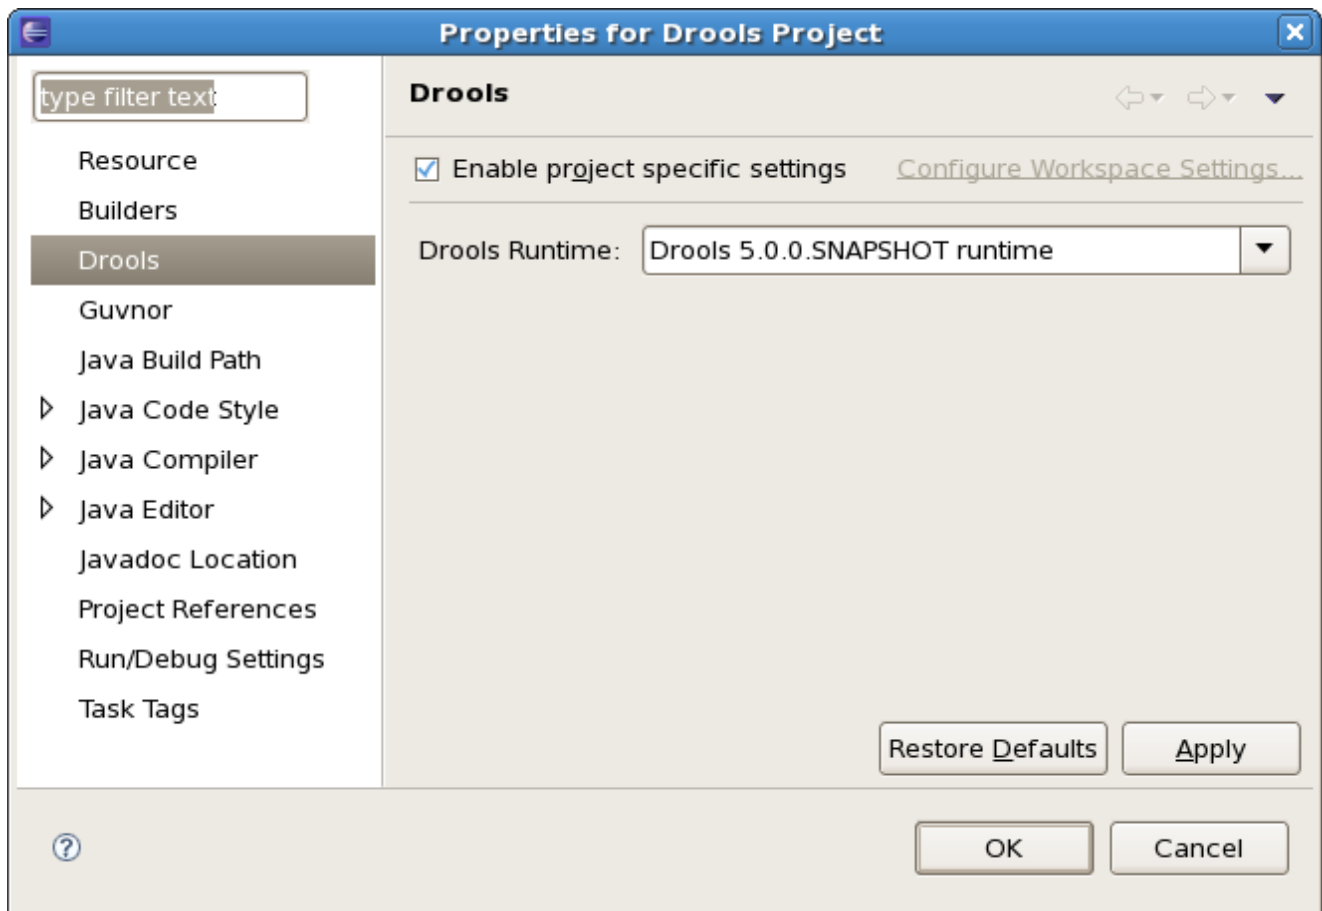 Properties for Drools Project
type filter text
Resource
Builders
Drools
Guvnor
Java Build Path
Java Code Style
Java Compiler
Java Editor
Javadoc Location
Project References
Run/Debug Settings
Task Tags
Drools
Enable project specific settings
Configure Workspace Settings...
Drools Runtime: Drools 5.0.0.SNAPSHOT runtime
Restore Defaults
Apply
?
OK
Cancel